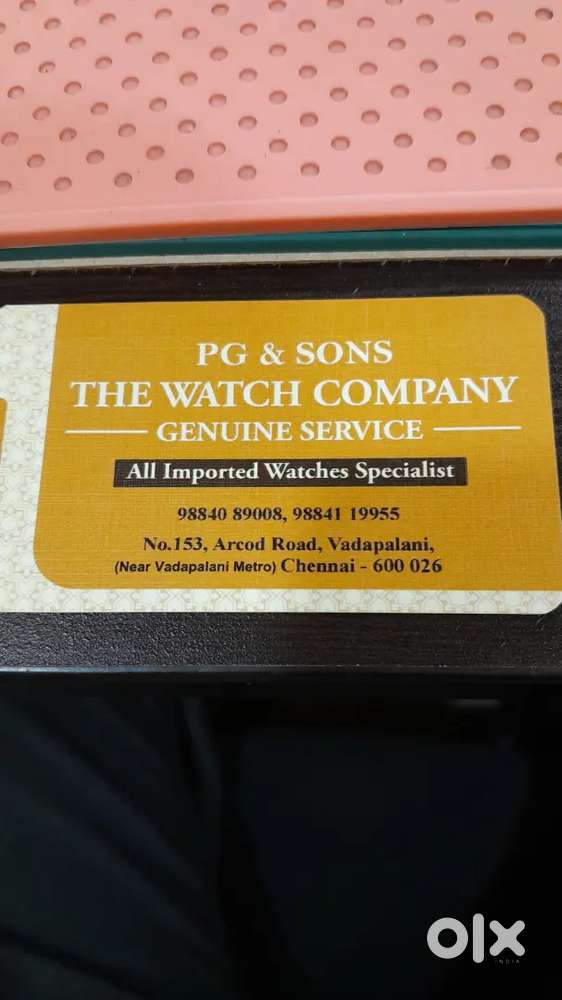 PG & SONS
THE WATCH COMPANY
GENUINE SERVICE
All Imported Watches Specialist
98840 89008, 98841 19955
No.153, Arcod Road, Vadapalani,
(Near Vadapalani Metro) Chennai - 600 026
olx
INDIA